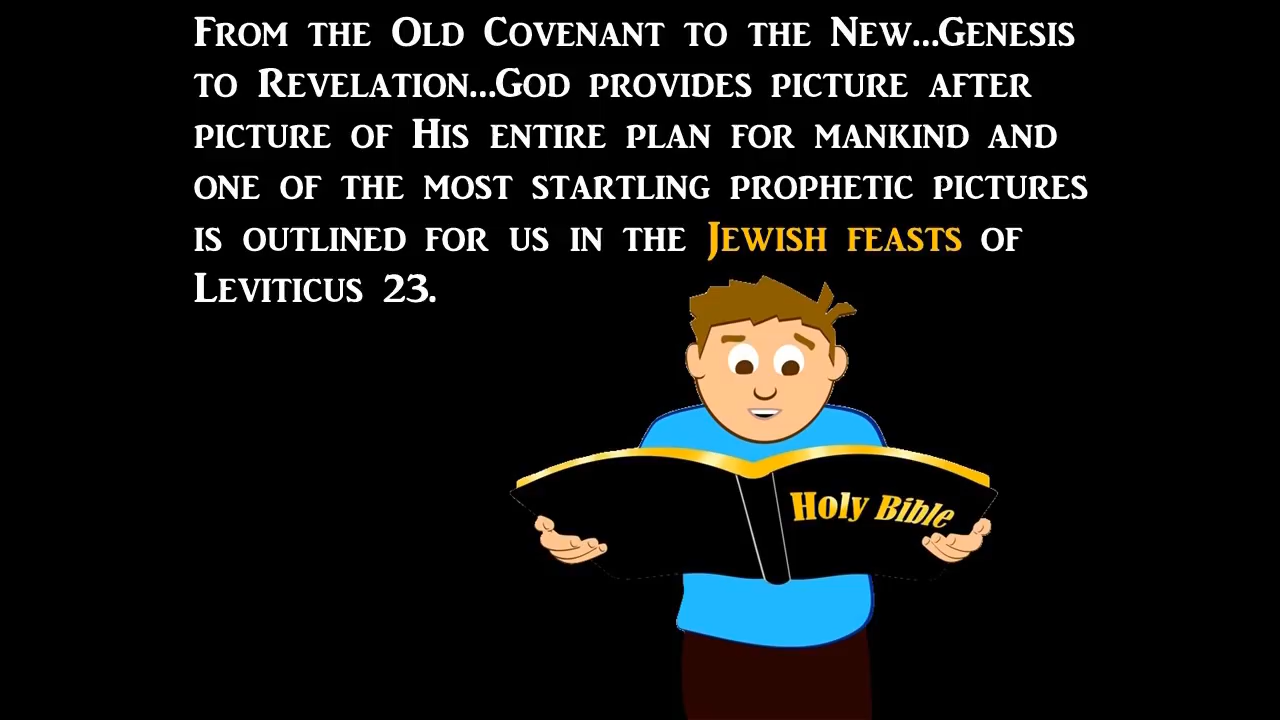 From the Old Covenant to the New...Genesis
to Revelation...God provides picture after
picture of His entire plan for mankind and
one of the most startling prophetic pictures
is outlined for us in the Jewish feasts of
Leviticus 23.
Holy Bible